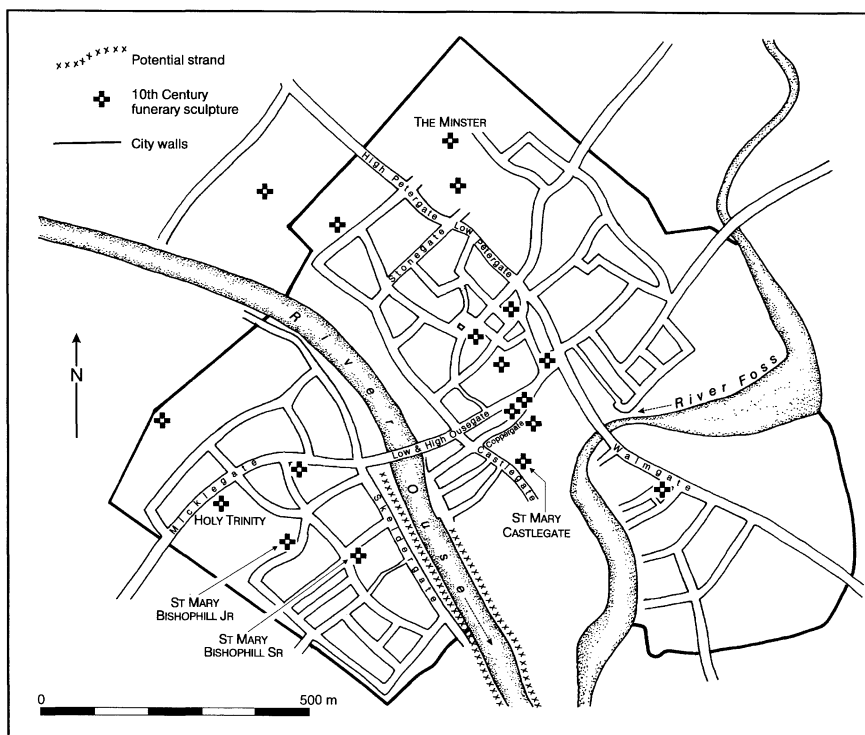 Potential strand
10th Century
funerary sculpture
City walls
THE MINSTER
High Petergate
Low Petergate
Stonegate
River Ouse
N
River Foss
Low & High Ousegate
Coppergate
Castlegate
Walmgate
Micklegate
Skeldergate
HOLY TRINITY
ST MARY
CASTLEGATE
ST MARY
BISHOPHILL JR
ST MARY
BISHOPHILL SR
0
500 m